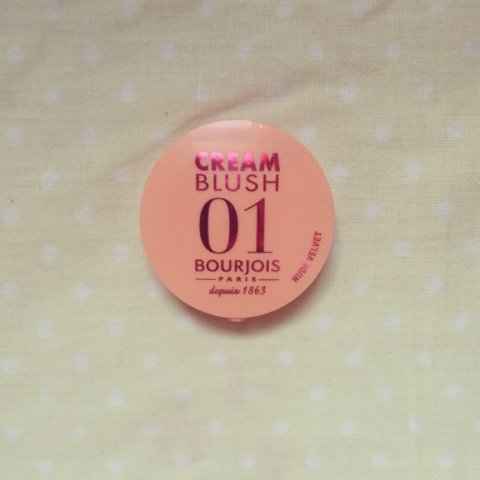 CREAM
BLUSH
01
BOURJOIS
PARIS
depuis 1863
NUDE VELVET